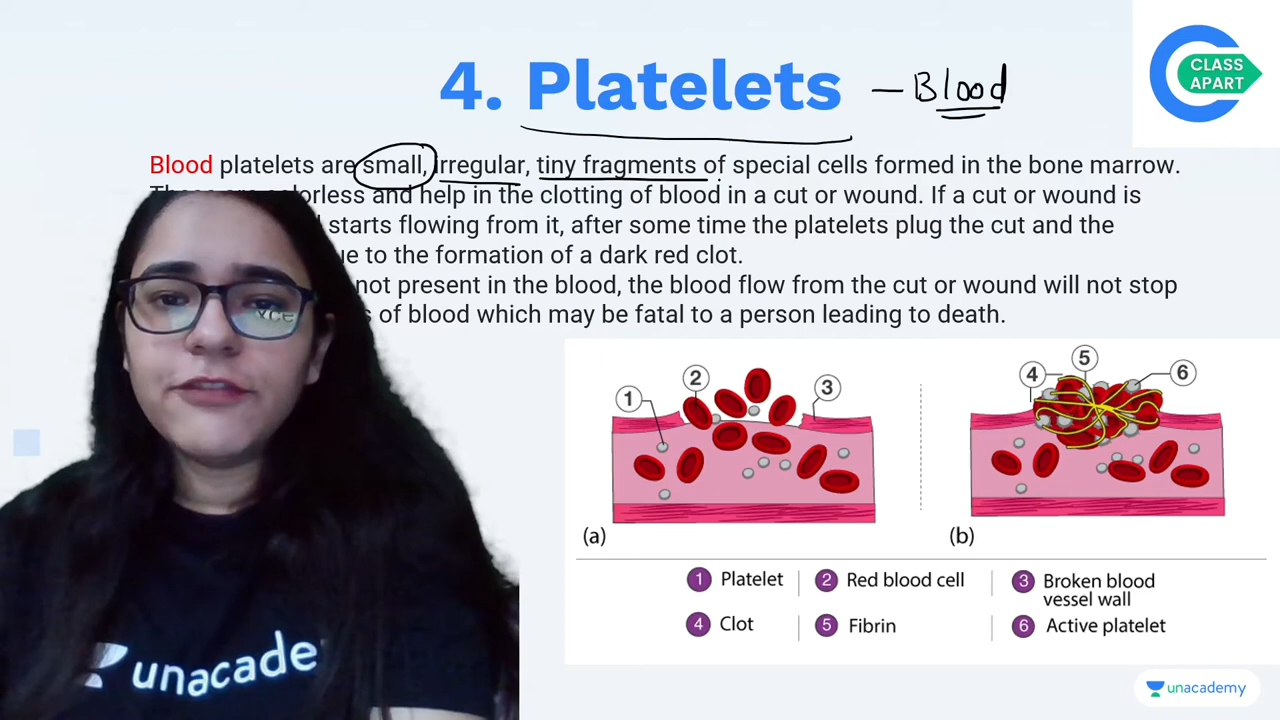 CLASS
APART
4. Platelets – Blood
Blood platelets are small, irregular, tiny fragments of special cells formed in the bone marrow.
and help in the clotting of blood in a cut or wound. If a cut or wound is
starts flowing from it, after some time the platelets plug the cut and the
to the formation of a dark red clot.
not present in the blood, the blood flow from the cut or wound will not stop
of blood which may be fatal to a person leading to death.
1 2 3 4 5 6
(a) (b)
1 Platelet 2 Red blood cell 3 Broken blood
vessel wall
4 Clot 5 Fibrin 6 Active platelet
unacademy
unacademy